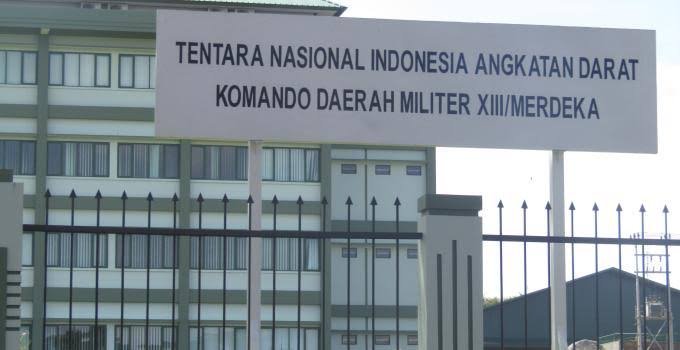 TENTARA NASIONAL INDONESIA ANGKATAN DARAT
KOMANDO DAERAH MILITER XIII/MERDEKA